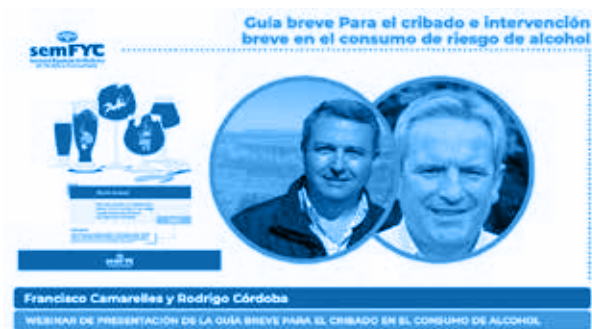 Guía breve Para el cribado e intervención
breve en el consumo de riesgo de alcohol
semFYC
semFYC
Francisco Camarelles y Rodrigo Córdoba
WEBINAR DE PRESENTACIÓN DE LA GUÍA BREVE PARA EL CRIBADO EN EL CONSUMO DE ALCOHOL